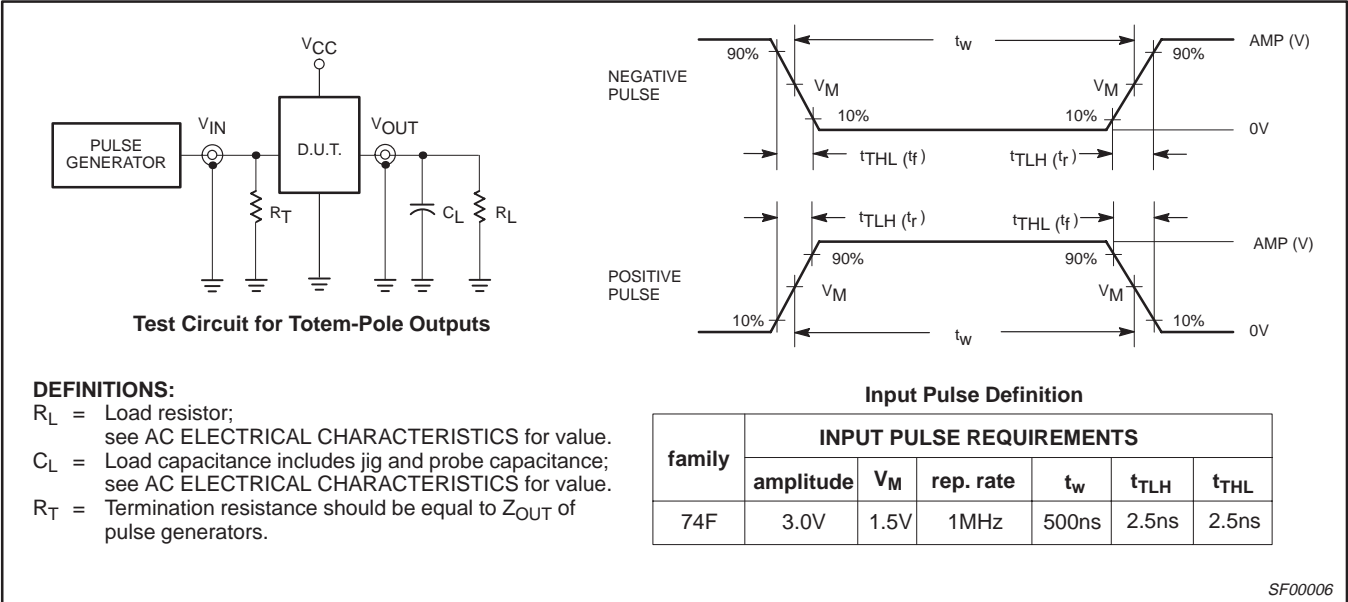 VCC
VIN
VOUT
PULSE
GENERATOR
D.U.T.
RT
CL
RL
Test Circuit for Totem-Pole Outputs
NEGATIVE
PULSE
90%
tw
90%
AMP (V)
VM
VM
10%
10%
0V
tTHL (tf)
tTLH (tr)
tTLH (tr)
tTHL (tf)
AMP (V)
90%
90%
POSITIVE
PULSE
VM
VM
10%
10%
tw
0V
Input Pulse Definition
DEFINITIONS:
RL = Load resistor;
see AC ELECTRICAL CHARACTERISTICS for value.
CL = Load capacitance includes jig and probe capacitance;
see AC ELECTRICAL CHARACTERISTICS for value.
RT = Termination resistance should be equal to ZOUT of
pulse generators.
family
INPUT PULSE REQUIREMENTS
amplitude VM rep. rate tw tTLH tTHL
74F 3.0V 1.5V 1MHz 500ns 2.5ns 2.5ns
SF00006